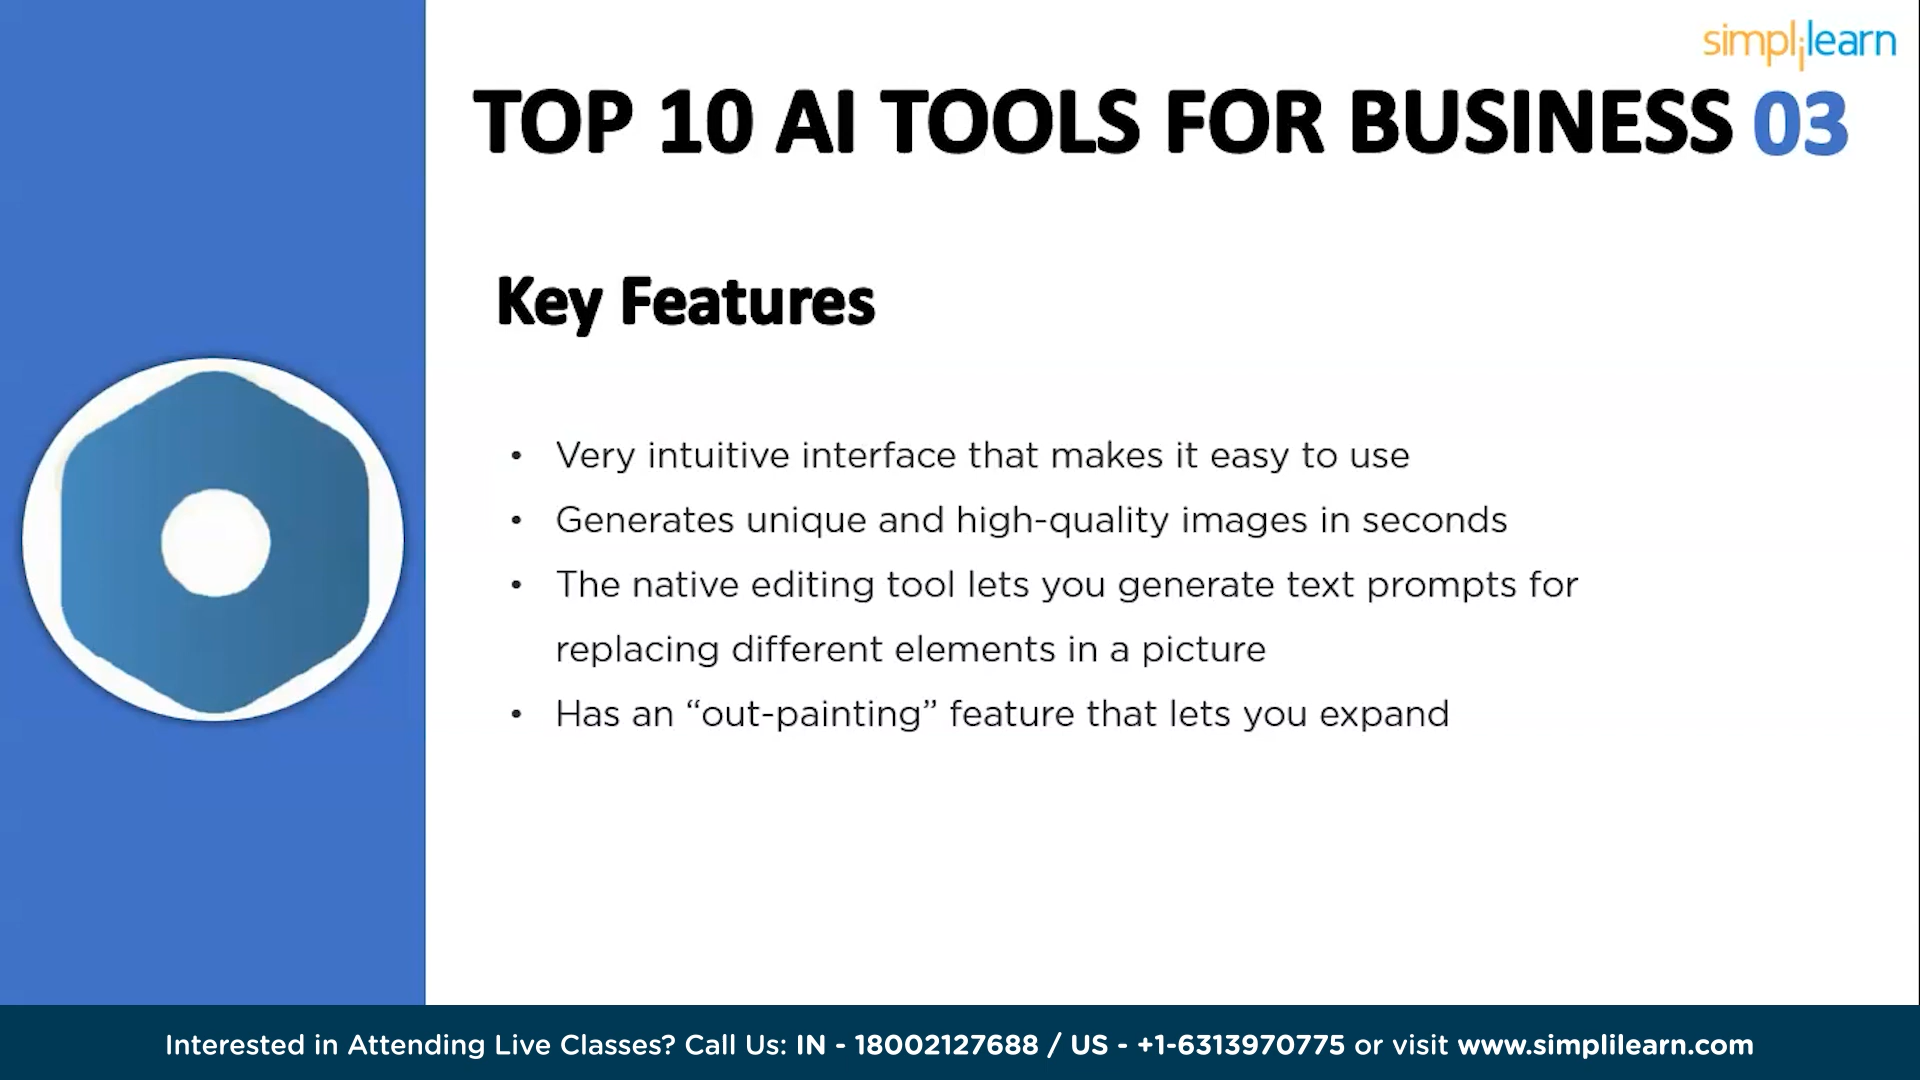 simplilearn
TOP 10 AI TOOLS FOR BUSINESS 03
Key Features
• Very intuitive interface that makes it easy to use
• Generates unique and high-quality images in seconds
• The native editing tool lets you generate text prompts for
replacing different elements in a picture
• Has an “out-painting” feature that lets you expand
Interested in Attending Live Classes? Call Us: IN - 18002127688 / US - +1-6313970775 or visit www.simplilearn.com